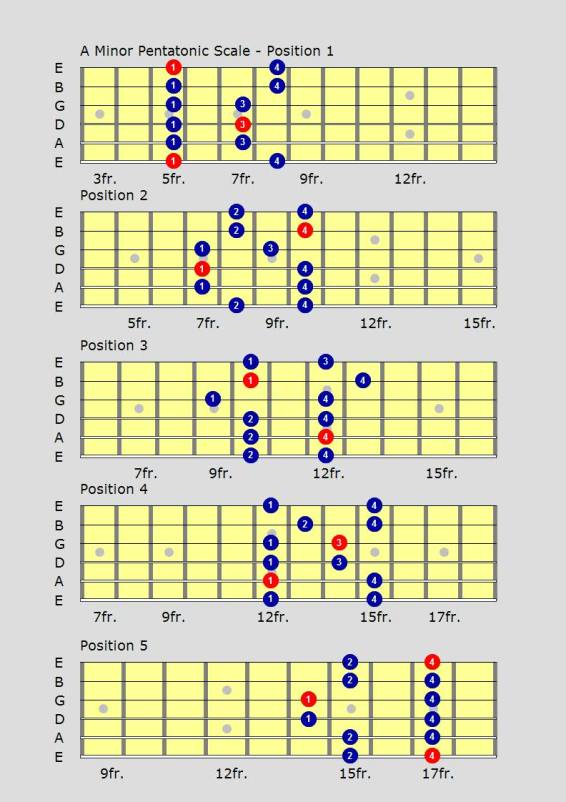 A Minor Pentatonic Scale - Position 1
E 1 4
B 1 4
G 1 3
D 1 3
A 1 3
E 1 4
3fr. 5fr. 7fr. 9fr. 12fr.
Position 2
E 2 4
B 2 4
G 1 3
D 1 4
A 1 4
E 2 4
5fr. 7fr. 9fr. 12fr. 15fr.
Position 3
E 1 3
B 1 4
G 1 4
D 2 4
A 2 4
E 2 4
7fr. 9fr. 12fr. 15fr.
Position 4
E 1 4
B 2 4
G 1 3
D 1 3
A 1 4
E 1 4
7fr. 9fr. 12fr. 15fr. 17fr.
Position 5
E 2 4
B 2 4
G 1 4
D 1 4
A 2 4
E 2 4
9fr. 12fr. 15fr. 17fr.